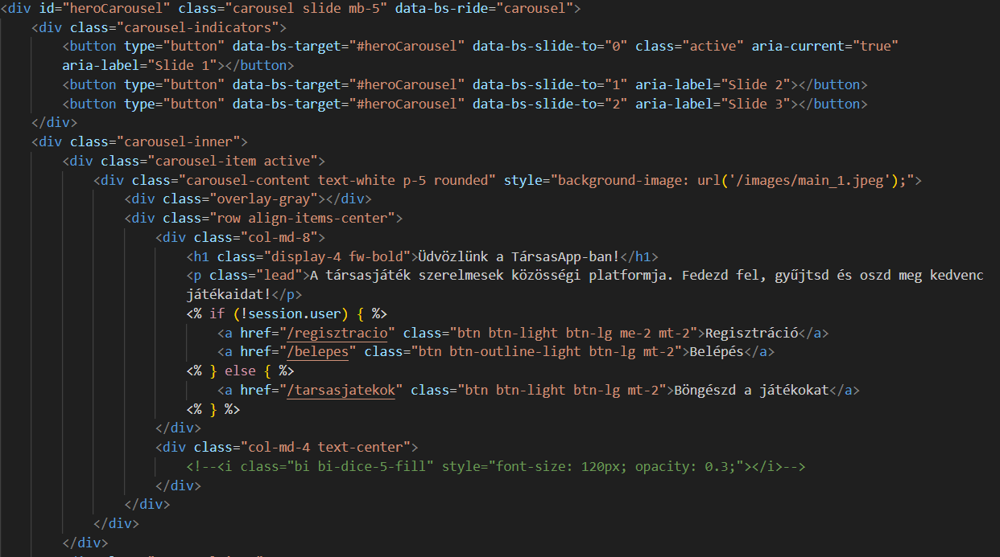 <div id="heroCarousel" class="carousel slide mb-5" data-bs-ride="carousel">
<div class="carousel-indicators">
<button type="button" data-bs-target="#heroCarousel" data-bs-slide-to="0" class="active" aria-current="true"
aria-label="Slide 1"></button>
<button type="button" data-bs-target="#heroCarousel" data-bs-slide-to="1" aria-label="Slide 2"></button>
<button type="button" data-bs-target="#heroCarousel" data-bs-slide-to="2" aria-label="Slide 3"></button>
</div>
<div class="carousel-inner">
<div class="carousel-item active">
<div class="carousel-content text-white p-5 rounded" style="background-image: url('/images/main_1.jpeg');">
<div class="overlay-gray"></div>
<div class="row align-items-center">
<div class="col-md-8">
<h1 class="display-4 fw-bold">Üdvözlünk a TársasApp-ban!</h1>
<p class="lead">A társasjáték szerelmesek közösségi platformja. Fedezd fel, gyűjtsd és oszd meg kedvenc
játékaidat!</p>
<% if (!session.user) { %>
<a href="/regisztracio" class="btn btn-light btn-lg me-2 mt-2">Regisztráció</a>
<a href="/belepes" class="btn btn-outline-light btn-lg mt-2">Belépés</a>
<% } else { %>
<a href="/tarsasjatekok" class="btn btn-light btn-lg mt-2">Böngészd a játékokat</a>
<% } %>
</div>
<div class="col-md-4 text-center">
<!--<i class="bi bi-dice-5-fill" style="font-size: 120px; opacity: 0.3;"></i>-->
</div>
</div>
</div>
</div>